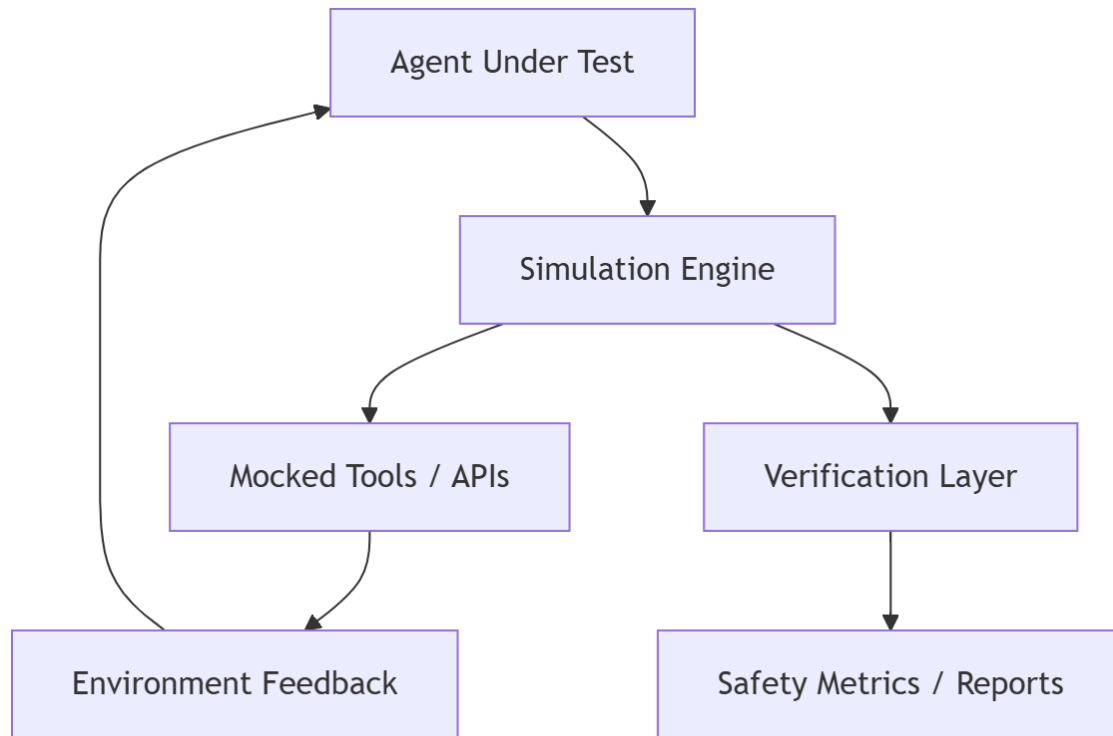 Agent Under Test
Simulation Engine
Mocked Tools / APIs
Verification Layer
Environment Feedback
Safety Metrics / Reports